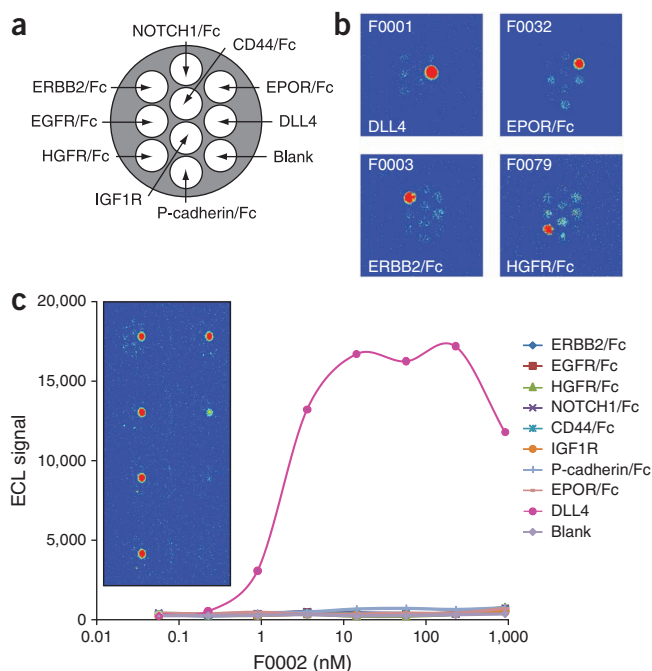 a
NOTCH1/Fc
CD44/Fc
ERBB2/Fc
EPOR/Fc
EGFR/Fc
DLL4
HGFR/Fc
Blank
IGF1R
P-cadherin/Fc
b
F0001
DLL4
F0032
EPOR/Fc
F0003
ERBB2/Fc
F0079
HGFR/Fc
c
20,000
15,000
10,000
5,000
0
ECL signal
0.01
0.1
1
10
100
1,000
F0002 (nM)
ERBB2/Fc
EGFR/Fc
HGFR/Fc
NOTCH1/Fc
CD44/Fc
IGF1R
P-cadherin/Fc
EPOR/Fc
DLL4
Blank